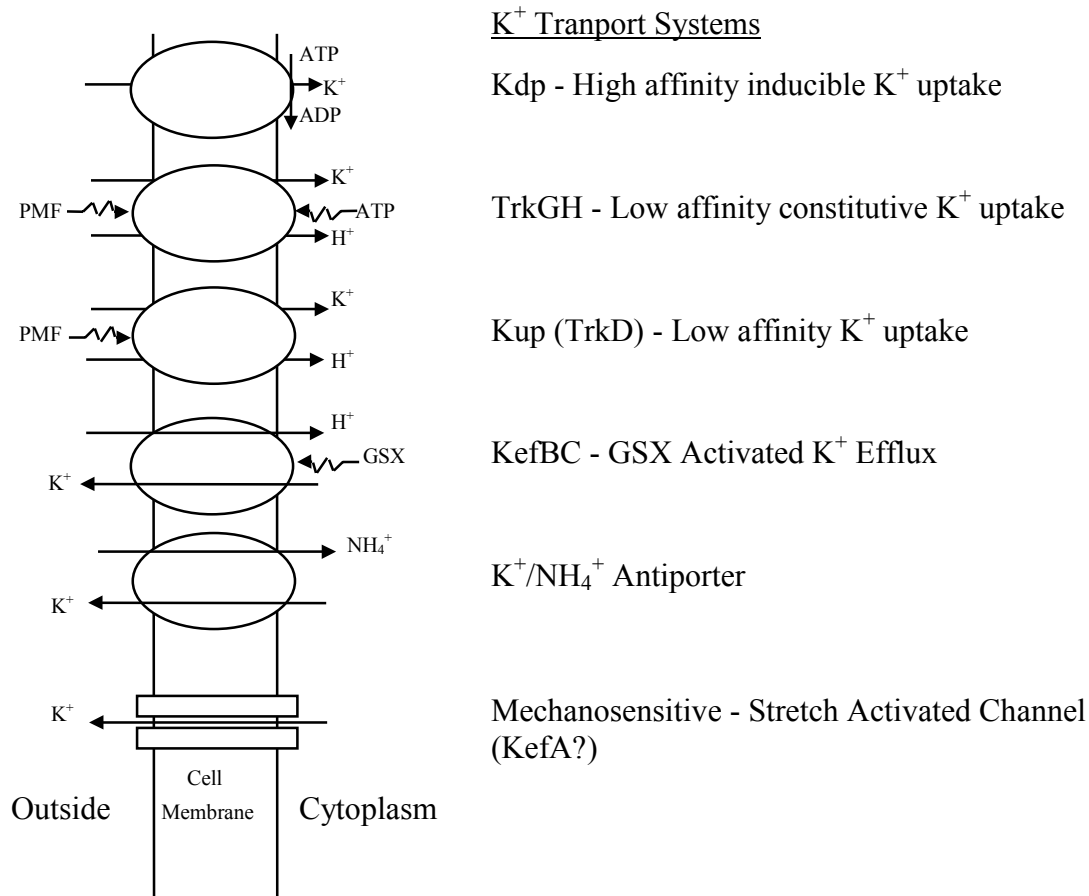 K⁺ Tranport Systems
ATP
K⁺
ADP
Kdp - High affinity inducible K⁺ uptake
K⁺
PMF
ATP
H⁺
TrkGH - Low affinity constitutive K⁺ uptake
K⁺
PMF
H⁺
Kup (TrkD) - Low affinity K⁺ uptake
H⁺
GSX
K⁺
KefBC - GSX Activated K⁺ Efflux
NH₄⁺
K⁺
K⁺/NH₄⁺ Antiporter
K⁺
Mechanosensitive - Stretch Activated Channel
(KefA?)
Cell
Membrane
Outside
Cytoplasm